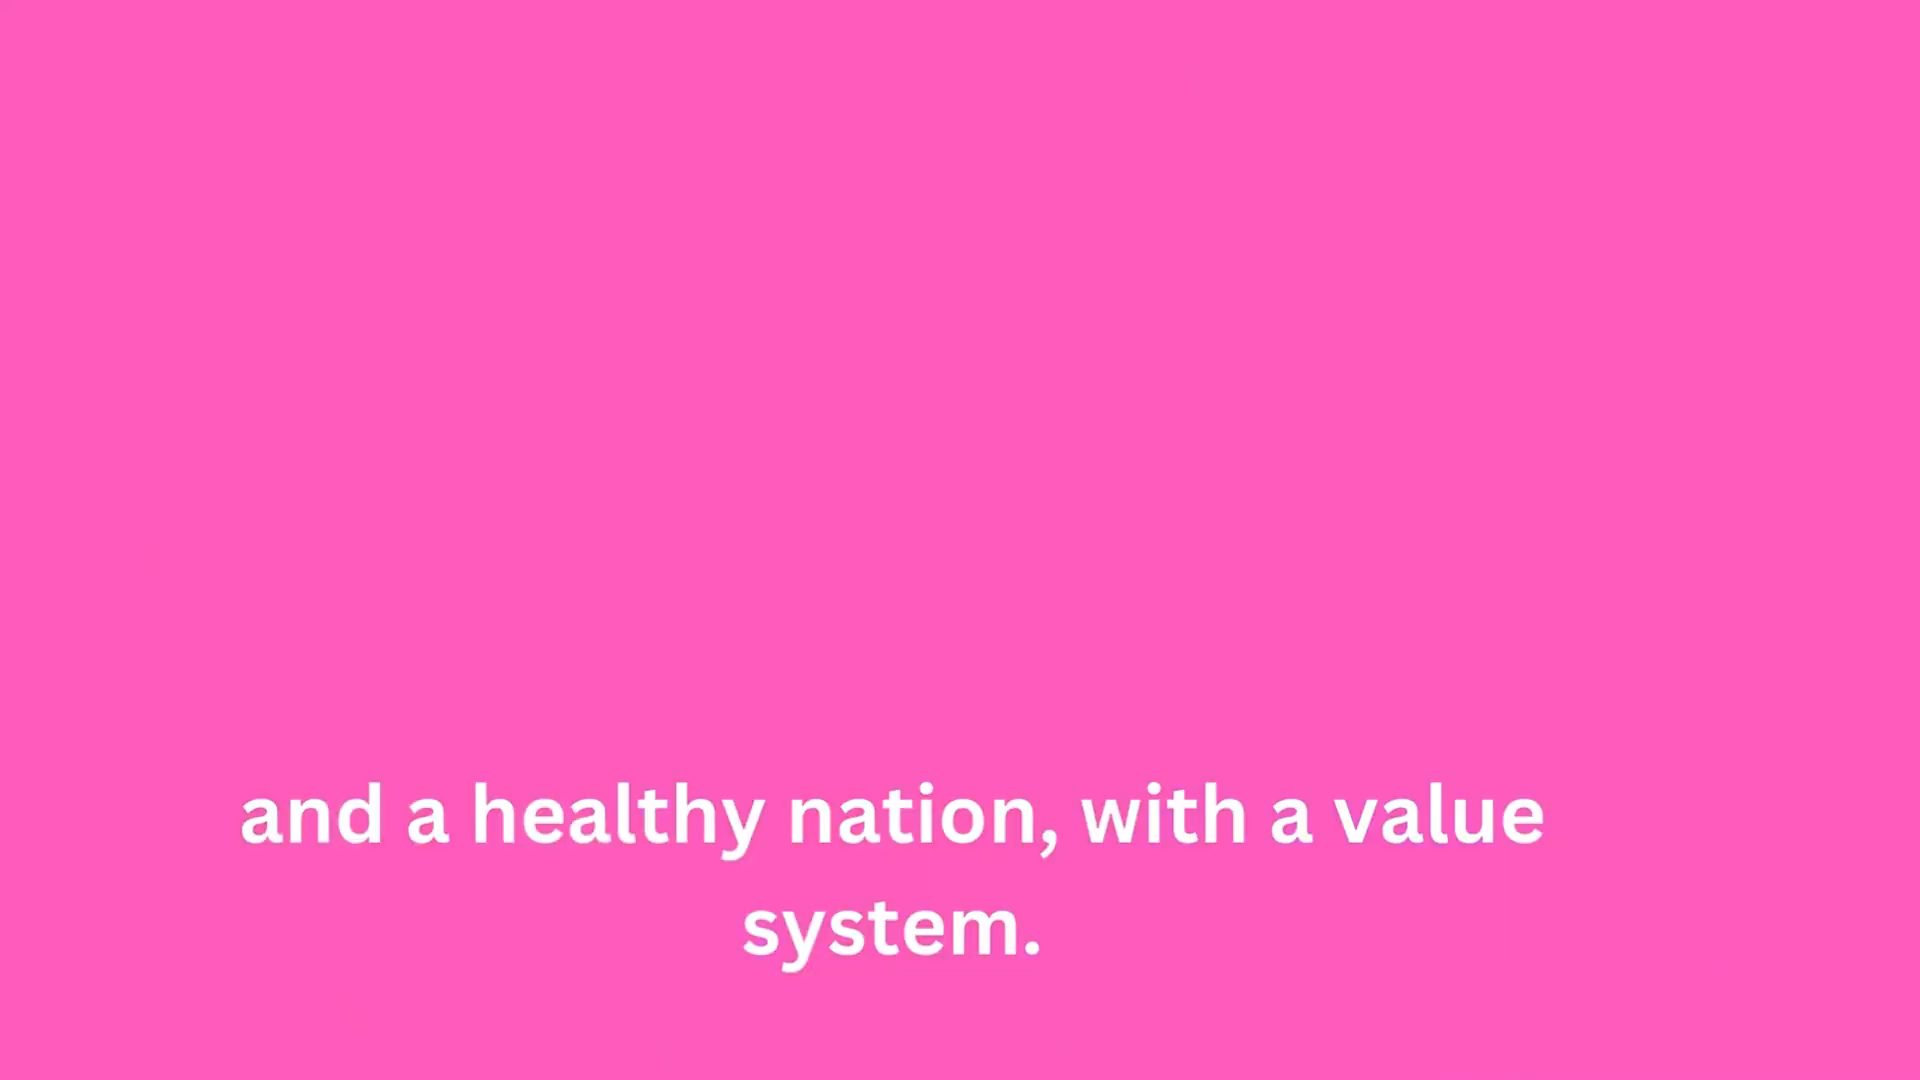 and a healthy nation, with a value
system.